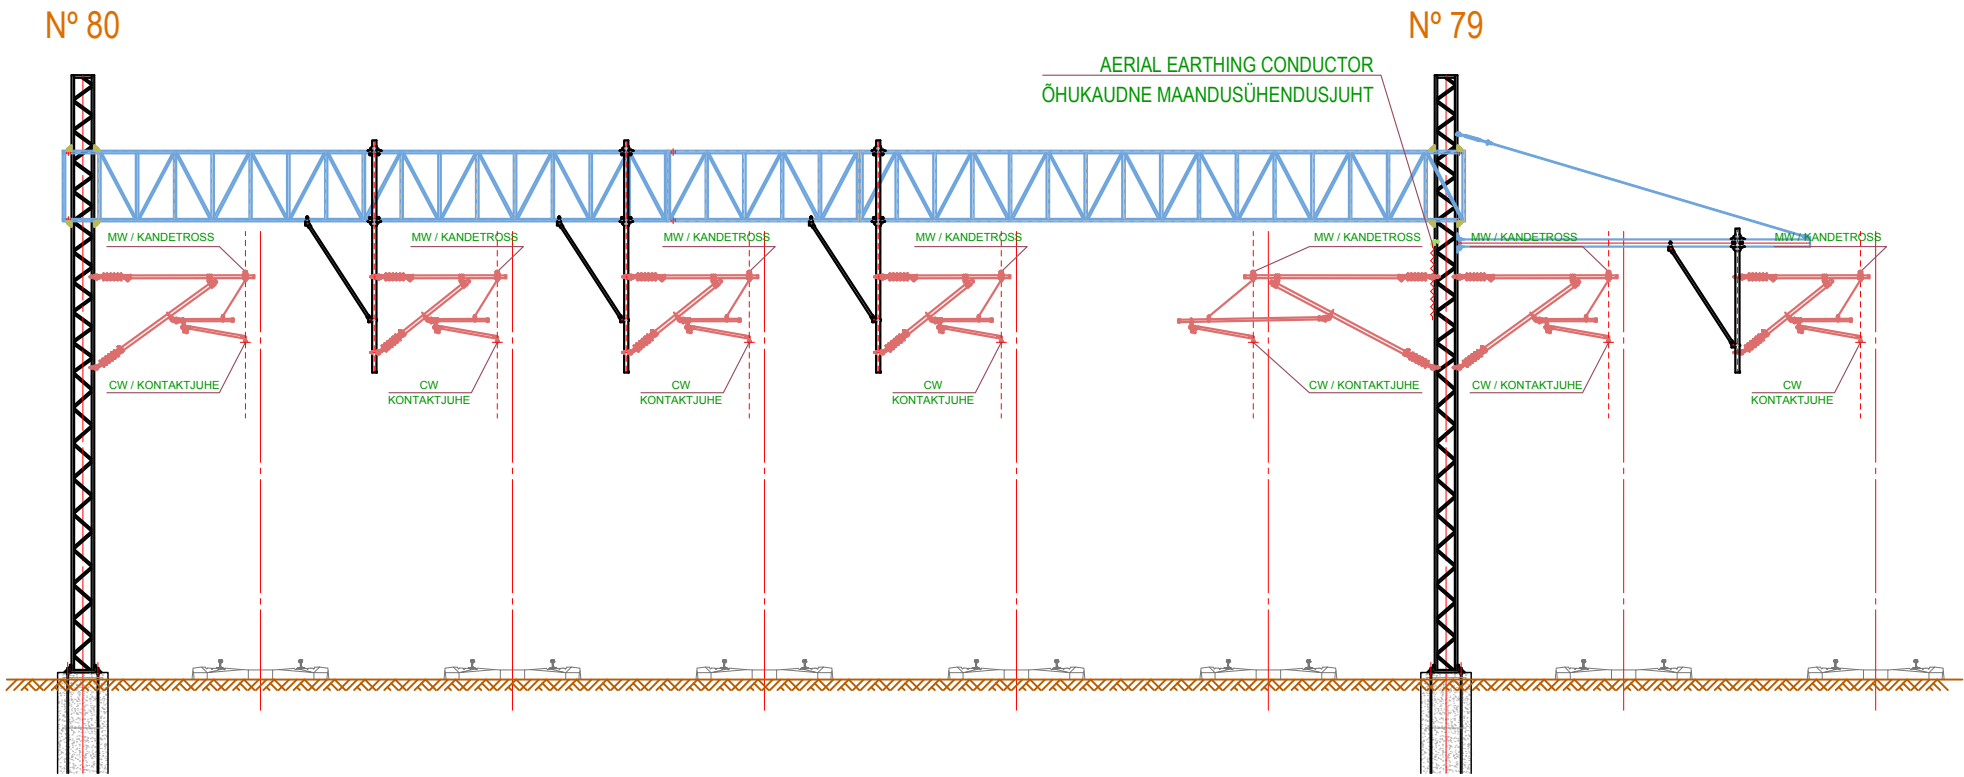 Nº 80
Nº 79
AERIAL EARTHING CONDUCTOR
ÕHUKAUDNE MAANDUSÜHENDUSJUHT
MW / KANDETROSS
MW / KANDETROSS
MW / KANDETROSS
MW / KANDETROSS
MW / KANDETROSS
MW / KANDETROSS
MW / KANDETROSS
CW / KONTAKTJUHE
CW
KONTAKTJUHE
CW
KONTAKTJUHE
CW
KONTAKTJUHE
CW / KONTAKTJUHE
CW / KONTAKTJUHE
CW
KONTAKTJUHE